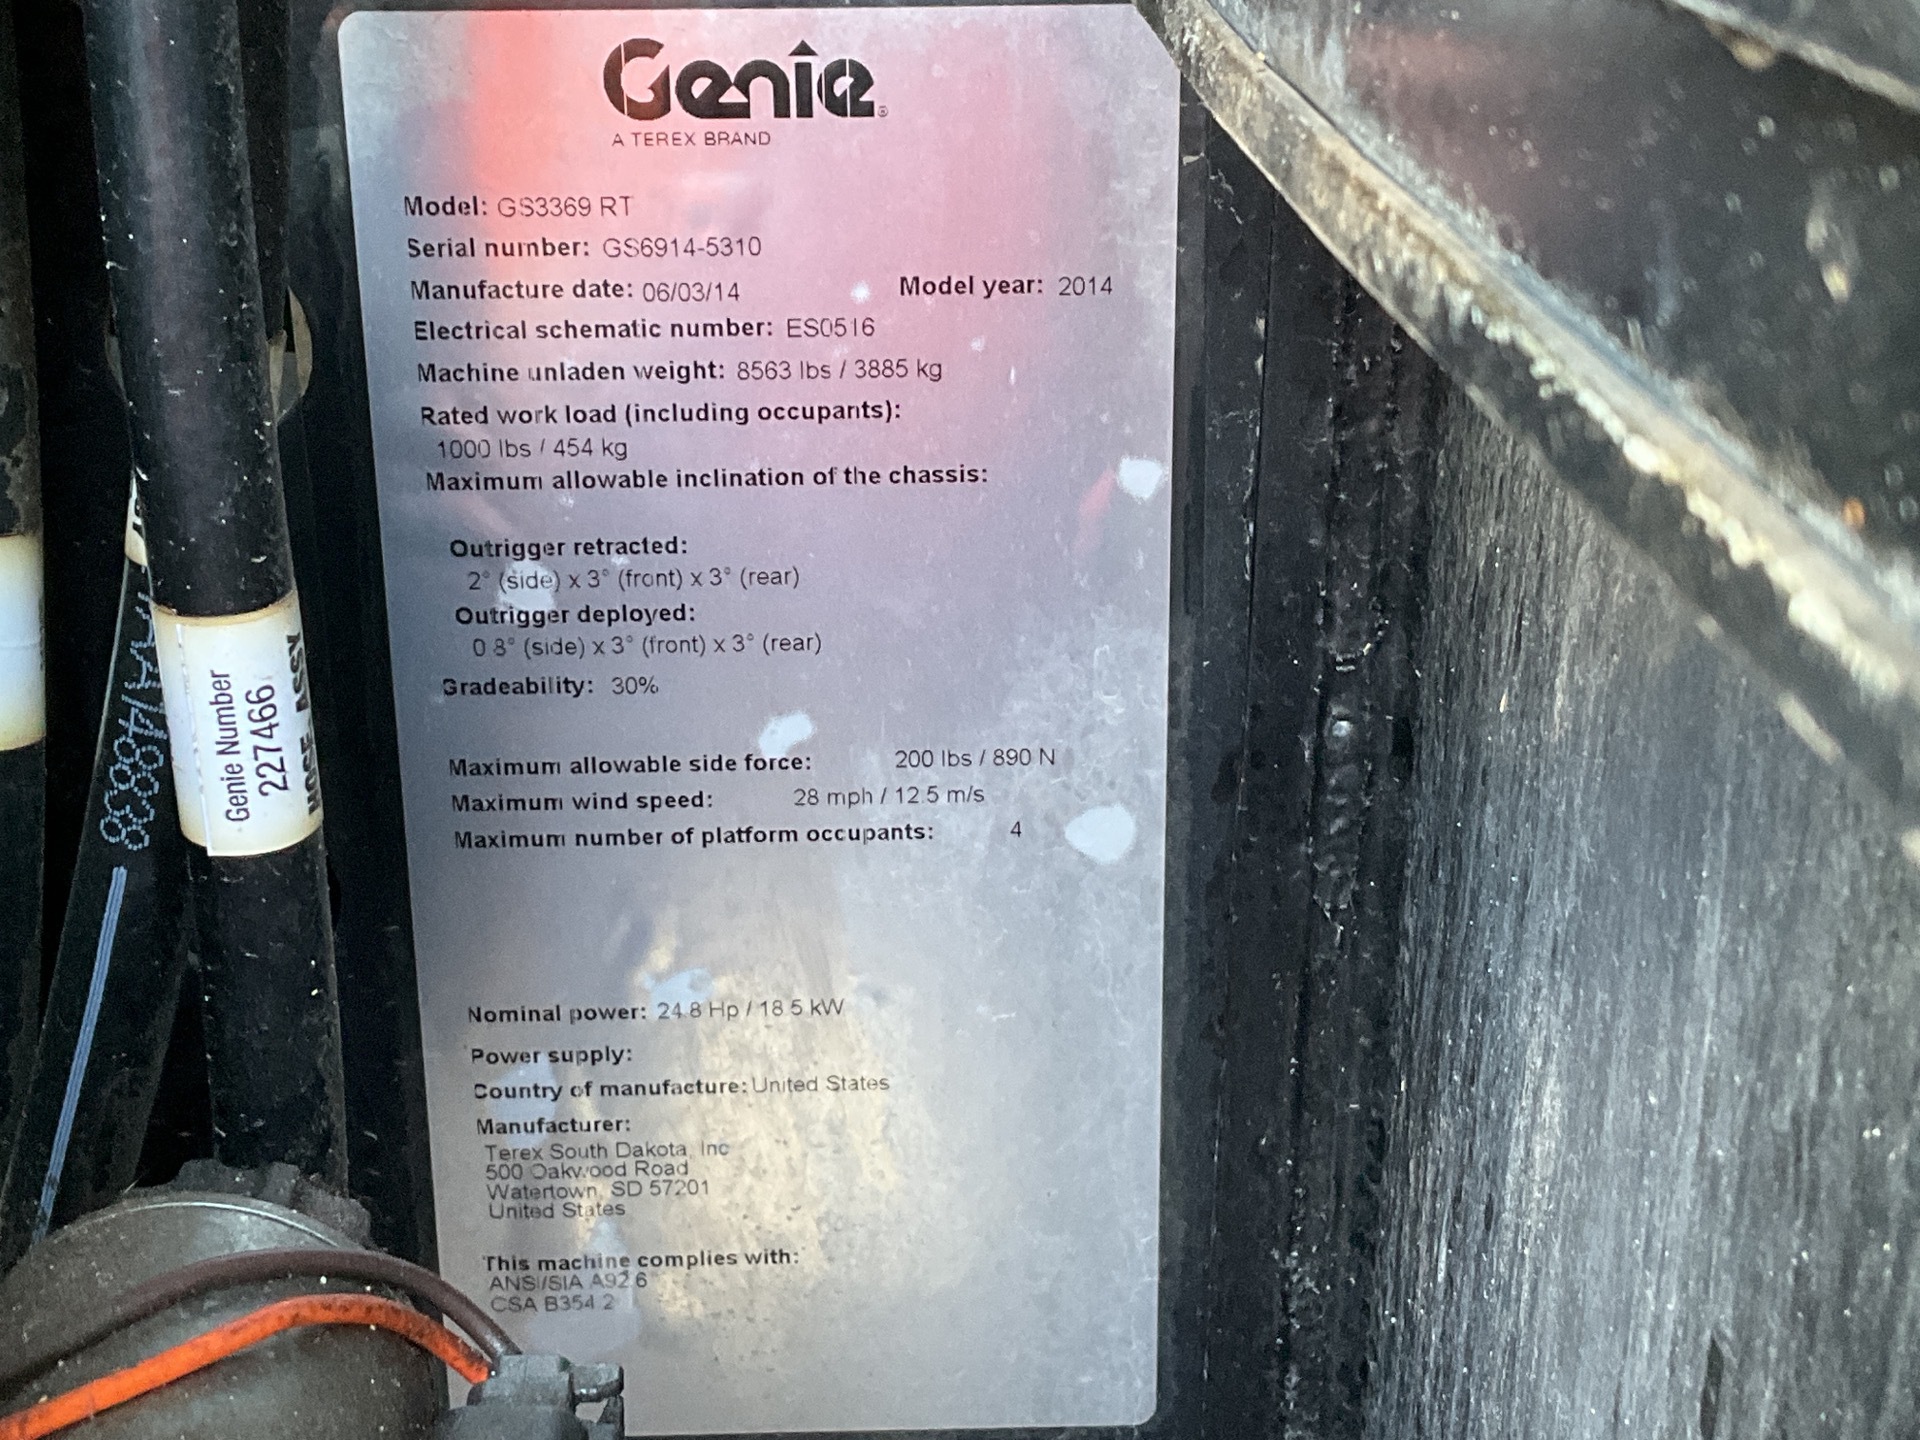 Genie®
A TEREX BRAND
Model: GS3369 RT
Serial number: GS6914-5310
Manufacture date: 06/03/14 Model year: 2014
Electrical schematic number: ES0516
Machine unladen weight: 8563 lbs / 3885 kg
Rated work load (including occupants):
1000 lbs / 454 kg
Maximum allowable inclination of the chassis:
Outrigger retracted:
2° (side) x 3° (front) x 3° (rear)
Outrigger deployed:
0.8° (side) x 3° (front) x 3° (rear)
Gradeability: 30%
Maximum allowable side force: 200 lbs / 890 N
Maximum wind speed: 28 mph / 12.5 m/s
Maximum number of platform occupants: 4
Nominal power: 24.8 Hp / 18.5 kW
Power supply:
Country of manufacture: United States
Manufacturer:
Terex South Dakota, Inc
500 Oakwood Road
Watertown, SD 57201
United States
This machine complies with:
ANSI/SIA A92.6
CSA B354.2
Genie Number
227466
HOSE, ASSY